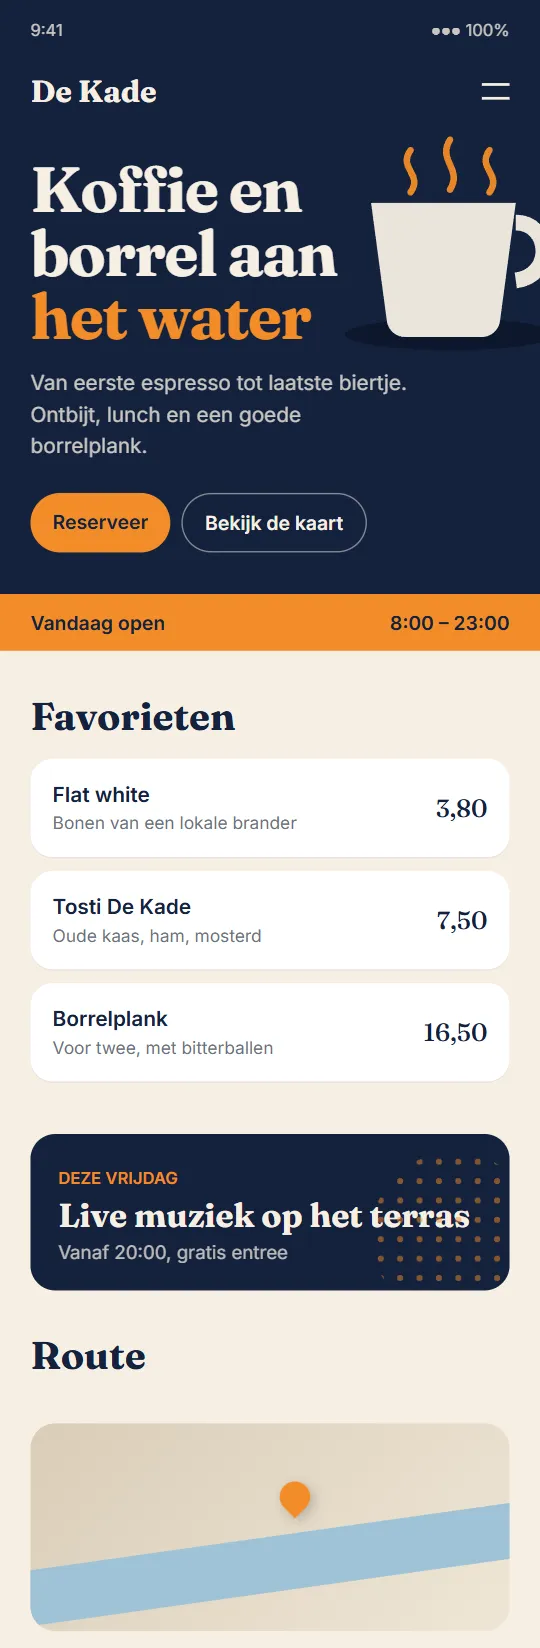 9:41
100%
De Kade
Koffie en
borrel aan
het water
Van eerste espresso tot laatste biertje.
Ontbijt, lunch en een goede
borrelplank.
Reserveer
Bekijk de kaart
Vandaag open
8:00 – 23:00
Favorieten
Flat white
Bonen van een lokale brander
3,80
Tosti De Kade
Oude kaas, ham, mosterd
7,50
Borrelplank
Voor twee, met bitterballen
16,50
DEZE VRIJDAG
Live muziek op het terras
Vanaf 20:00, gratis entree
Route